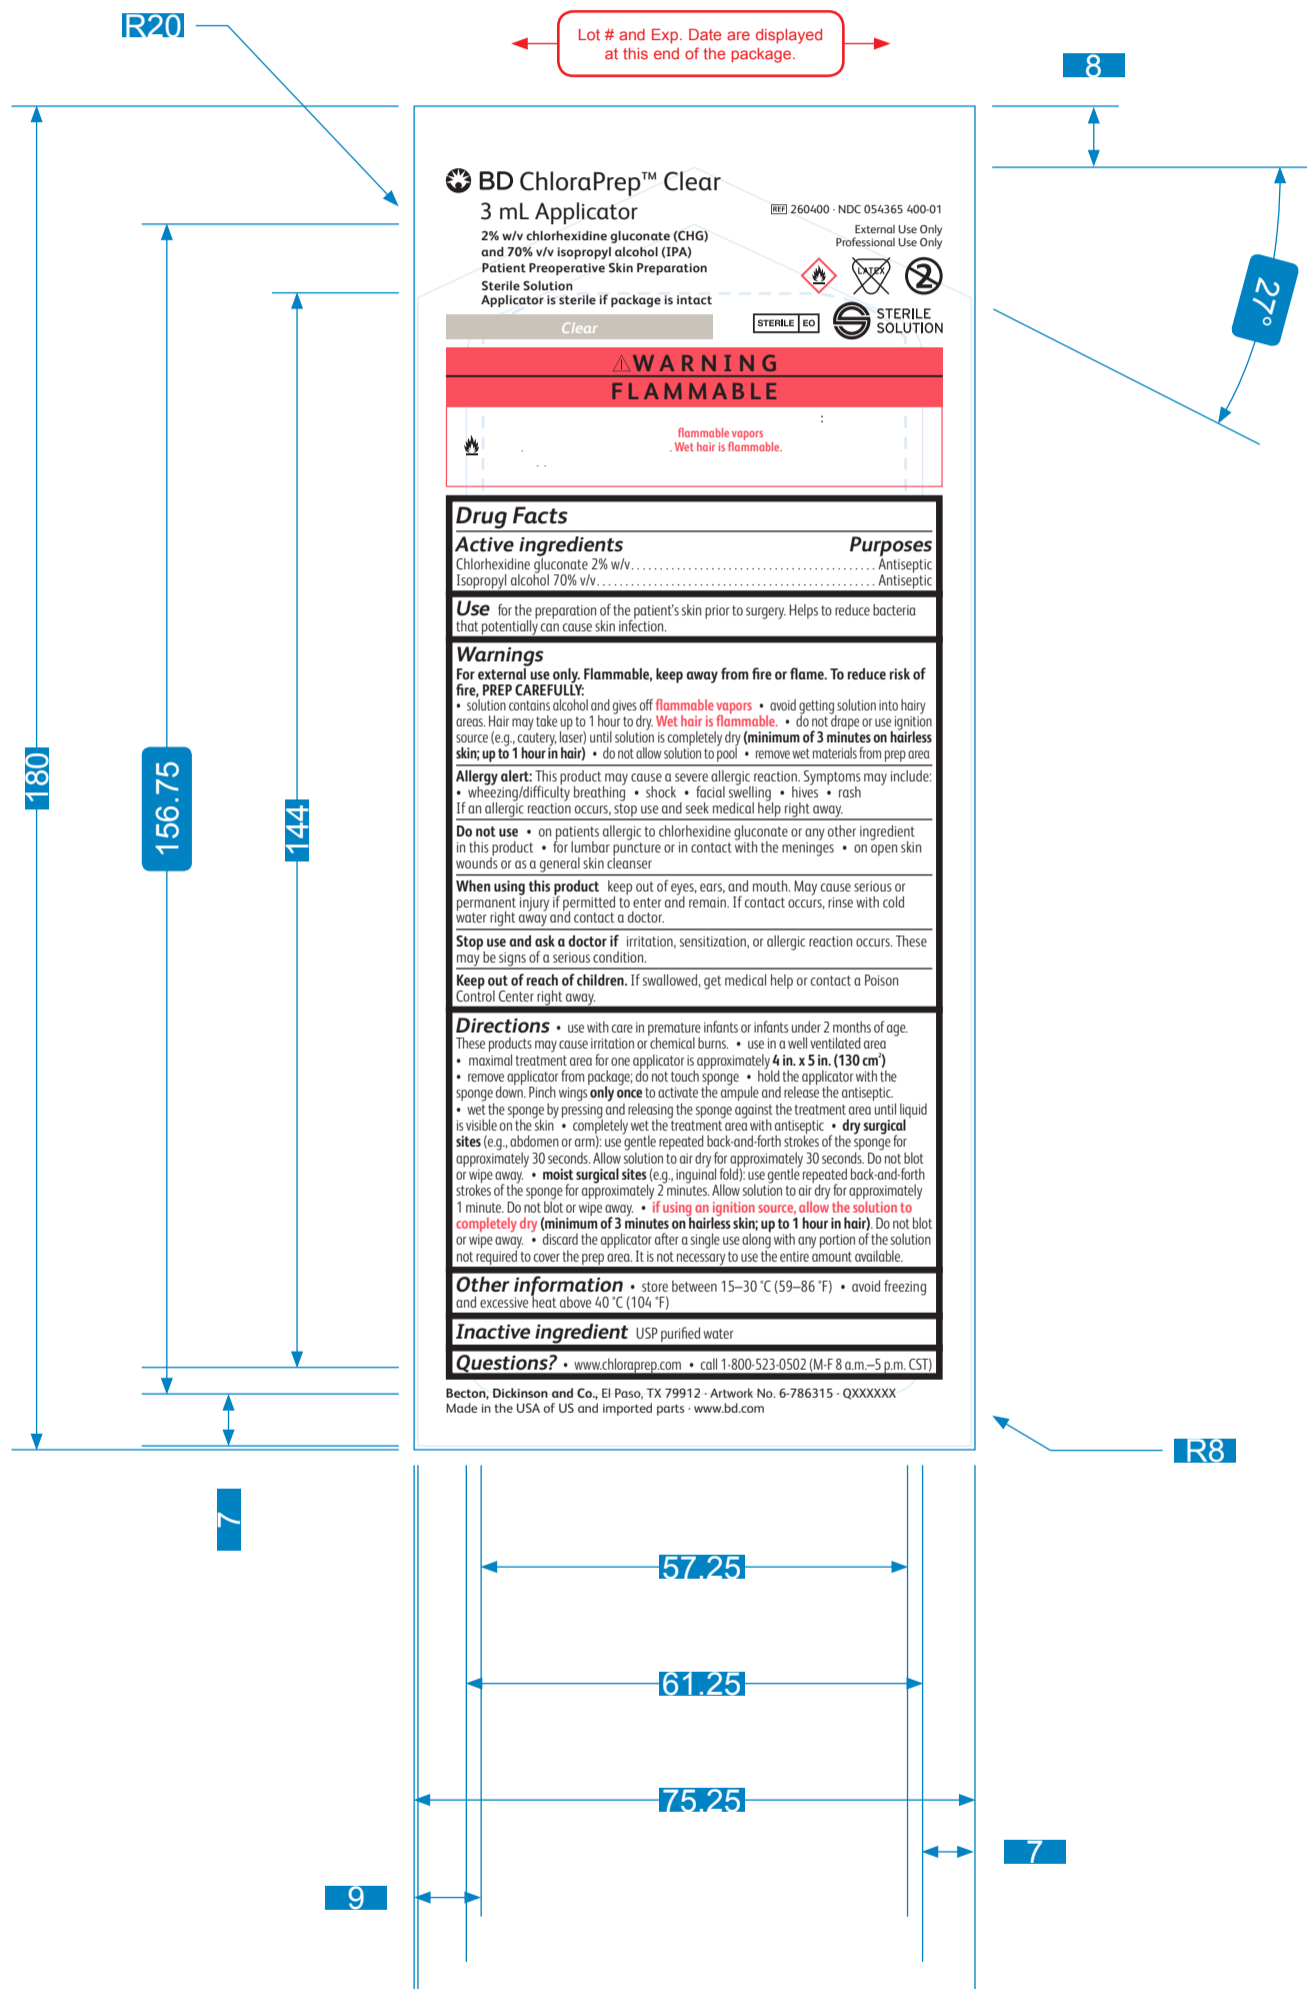 R20
Lot # and Exp. Date are displayed
at this end of the package.
8
BD ChloraPrep™ Clear
3 mL Applicator
REF 260400 · NDC 054365 400-01
2% w/v chlorhexidine gluconate (CHG)
and 70% v/v isopropyl alcohol (IPA)
Patient Preoperative Skin Preparation
Sterile Solution
Applicator is sterile if package is intact
External Use Only
Professional Use Only
LATEX
2
27°
Clear
STERILE EO
STERILE
SOLUTION
WARNING
FLAMMABLE
:
flammable vapors
. . Wet hair is flammable.
. .
Drug Facts
Active ingredients Purposes
Chlorhexidine gluconate 2% w/v............................................ Antiseptic
Isopropyl alcohol 70% v/v.................................................. Antiseptic
Use for the preparation of the patient's skin prior to surgery. Helps to reduce bacteria
that potentially can cause skin infection.
Warnings
For external use only. Flammable, keep away from fire or flame. To reduce risk of
fire, PREP CAREFULLY:
• solution contains alcohol and gives off flammable vapors • avoid getting solution into hairy
areas. Hair may take up to 1 hour to dry. Wet hair is flammable. • do not drape or use ignition
source (e.g., cautery, laser) until solution is completely dry (minimum of 3 minutes on hairless
skin; up to 1 hour in hair) • do not allow solution to pool • remove wet materials from prep area
Allergy alert: This product may cause a severe allergic reaction. Symptoms may include:
• wheezing/difficulty breathing • shock • facial swelling • hives • rash
If an allergic reaction occurs, stop use and seek medical help right away.
Do not use • on patients allergic to chlorhexidine gluconate or any other ingredient
in this product • for lumbar puncture or in contact with the meninges • on open skin
wounds or as a general skin cleanser
When using this product keep out of eyes, ears, and mouth. May cause serious or
permanent injury if permitted to enter and remain. If contact occurs, rinse with cold
water right away and contact a doctor.
Stop use and ask a doctor if irritation, sensitization, or allergic reaction occurs. These
may be signs of a serious condition.
Keep out of reach of children. If swallowed, get medical help or contact a Poison
Control Center right away.
Directions • use with care in premature infants or infants under 2 months of age.
These products may cause irritation or chemical burns. • use in a well ventilated area
• maximal treatment area for one applicator is approximately 4 in. x 5 in. (130 cm²)
• remove applicator from package; do not touch sponge • hold the applicator with the
sponge down. Pinch wings only once to activate the ampule and release the antiseptic.
• wet the sponge by pressing and releasing the sponge against the treatment area until liquid
is visible on the skin • completely wet the treatment area with antiseptic • dry surgical
sites (e.g., abdomen or arm): use gentle repeated back-and-forth strokes of the sponge for
approximately 30 seconds. Allow solution to air dry for approximately 30 seconds. Do not blot
or wipe away. • moist surgical sites (e.g., inguinal fold): use gentle repeated back-and-forth
strokes of the sponge for approximately 2 minutes. Allow solution to air dry for approximately
1 minute. Do not blot or wipe away. • if using an ignition source, allow the solution to
completely dry (minimum of 3 minutes on hairless skin; up to 1 hour in hair). Do not blot
or wipe away. • discard the applicator after a single use along with any portion of the solution
not required to cover the prep area. It is not necessary to use the entire amount available.
Other information • store between 15–30 °C (59–86 °F) • avoid freezing
and excessive heat above 40 °C (104 °F)
Inactive ingredient USP purified water
Questions? • www.chloraprep.com • call 1-800-523-0502 (M-F 8 a.m.–5 p.m. CST)
Becton, Dickinson and Co., El Paso, TX 79912 · Artwork No. 6-786315 · QXXXXXX
Made in the USA of US and imported parts · www.bd.com
180
156.75
144
7
R8
57.25
61.25
75.25
7
9